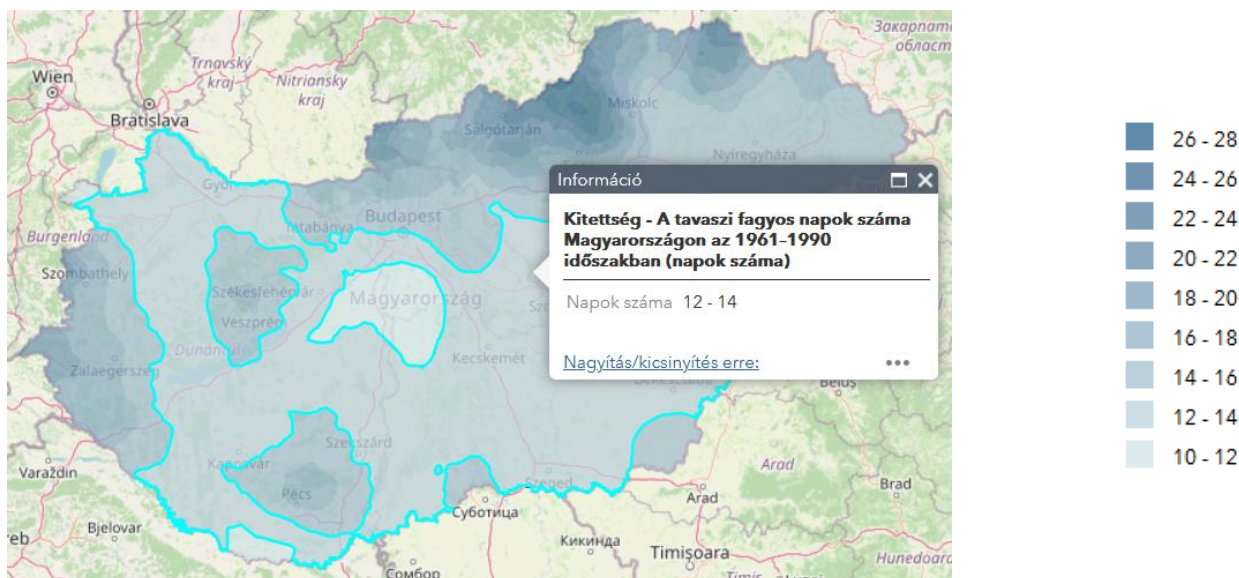 Закарпатс
област
Trnavský
kraj
Nitriansky
kraj
Wien
Bratislava
Miskolc
Salgótarján
Nyíregyháza
Győr
Budapest
Burgenland
Szombathely
Székesfehérvár
Veszprém
Magyarország
Dunántúl
Zalaegerszeg
Kecskemét
Információ
Kitettség - A tavaszi fagyos napok száma
Magyarországon az 1961-1990
időszakban (napok száma)
Napok száma 12 - 14
Nagyítás/kicsinyítés erre:
Szekszárd
Kaposvár
Pécs
Szeged
Varaždin
Bjelovar
Суботица
Сомбор
Кикинда
Arad
Arad
Brad
Timișoara
Hunedoara
26 - 28
24 - 26
22 - 24
20 - 22
18 - 20
16 - 18
14 - 16
12 - 14
10 - 12